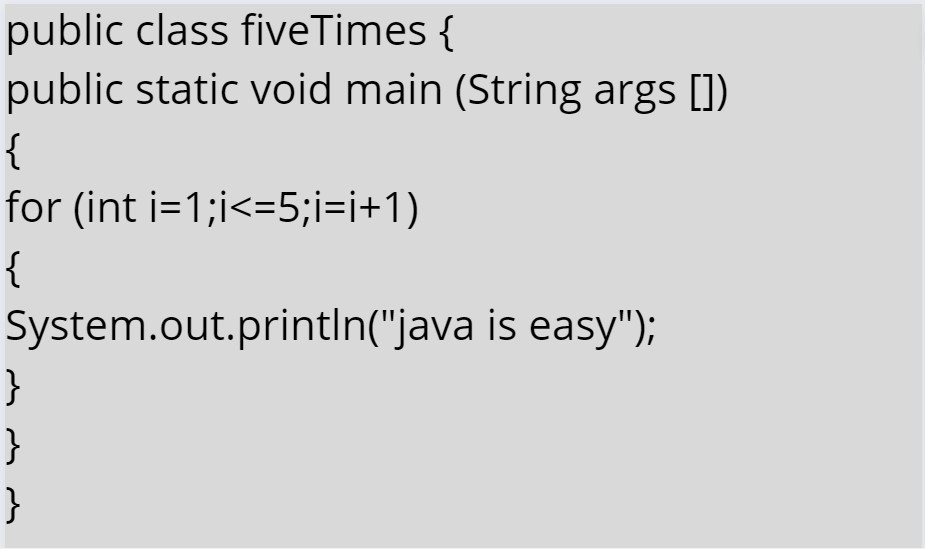 public class fiveTimes {
public static void main (String args [])
{
for (int i=1;i<=5;i=i+1)
{
System.out.println("java is easy");
}
}
}